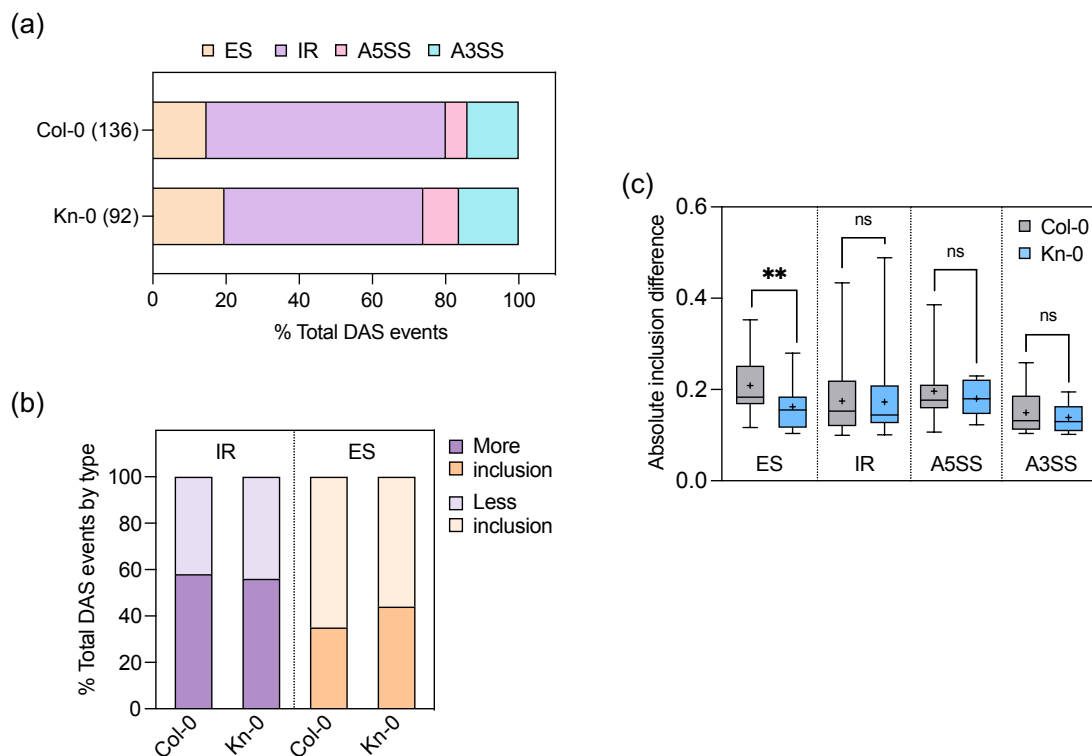 (a)
ES IR A5SS A3SS
Col-0 (136)
Kn-0 (92)
0 20 40 60 80 100
% Total DAS events
(b)
IR ES
More
inclusion
Less
inclusion
100
80
60
40
20
0
% Total DAS events by type
Col-0 Kn-0 Col-0 Kn-0
(c)
Col-0
Kn-0
0.6
0.4
0.2
0.0
Absolute inclusion difference
** ns ns ns
ES IR A5SS A3SS